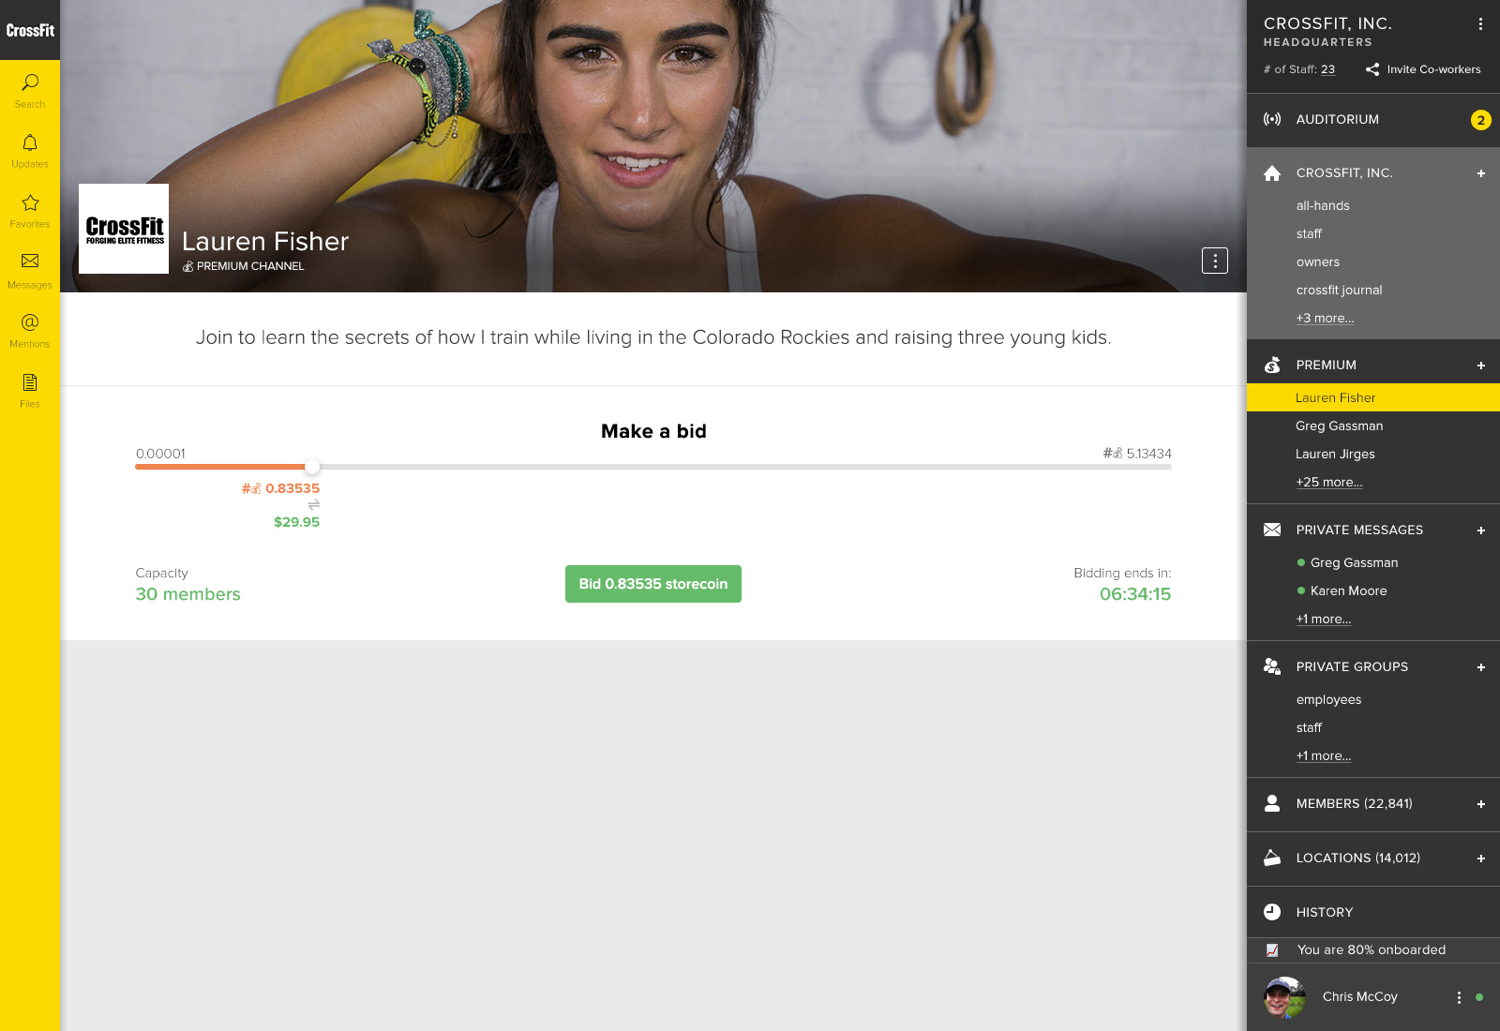 CrossFit
Search
Updates
Favorites
Messages
Mentions
Files
CrossFit
FORGING ELITE FITNESS
Lauren Fisher
PREMIUM CHANNEL
Join to learn the secrets of how I train while living in the Colorado Rockies and raising three young kids.
Make a bid
0.00001
#💰 5.13434
#💰 0.83535
⇌
$29.95
Capacity
30 members
Bid 0.83535 storecoin
Bidding ends in:
06:34:15
CROSSFIT, INC.
HEADQUARTERS
# of Staff: 23
Invite Co-workers
AUDITORIUM
2
CROSSFIT, INC.
+
all-hands
staff
owners
crossfit journal
+3 more...
PREMIUM
+
Lauren Fisher
Greg Gassman
Lauren Jirges
+25 more...
PRIVATE MESSAGES
+
Greg Gassman
Karen Moore
+1 more...
PRIVATE GROUPS
+
employees
staff
+1 more...
MEMBERS (22,841)
+
LOCATIONS (14,012)
+
HISTORY
You are 80% onboarded
Chris McCoy